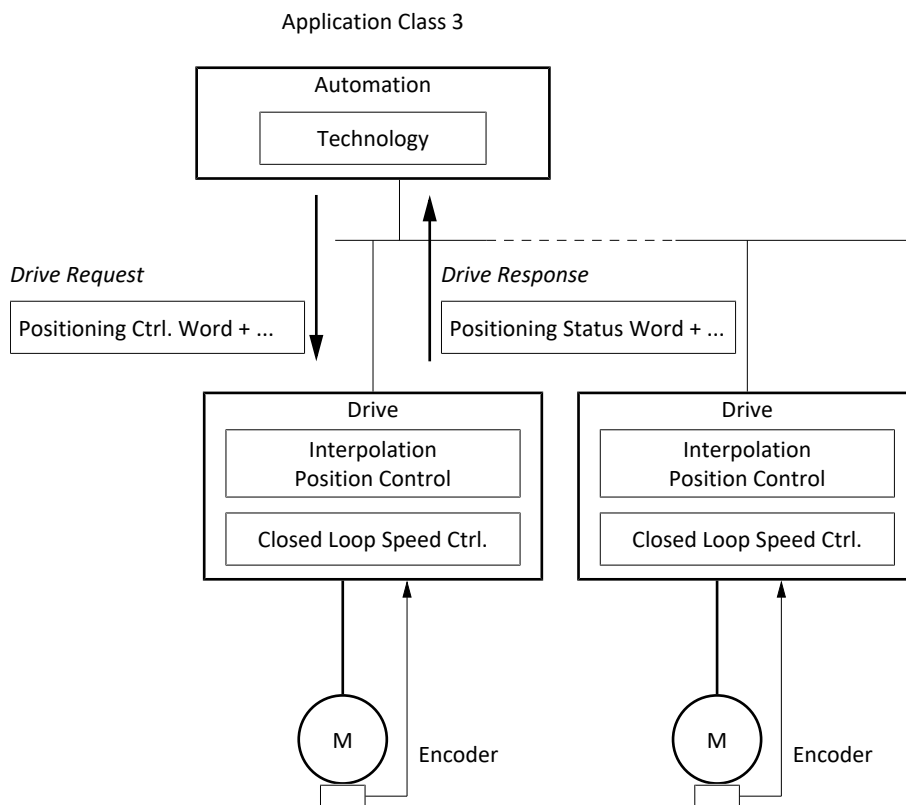 Application Class 3
Automation
Technology
Drive Request
Drive Response
Positioning Ctrl. Word + ...
Positioning Status Word + ...
Drive
Interpolation
Position Control
Closed Loop Speed Ctrl.
Drive
Interpolation
Position Control
Closed Loop Speed Ctrl.
M
Encoder
M
Encoder